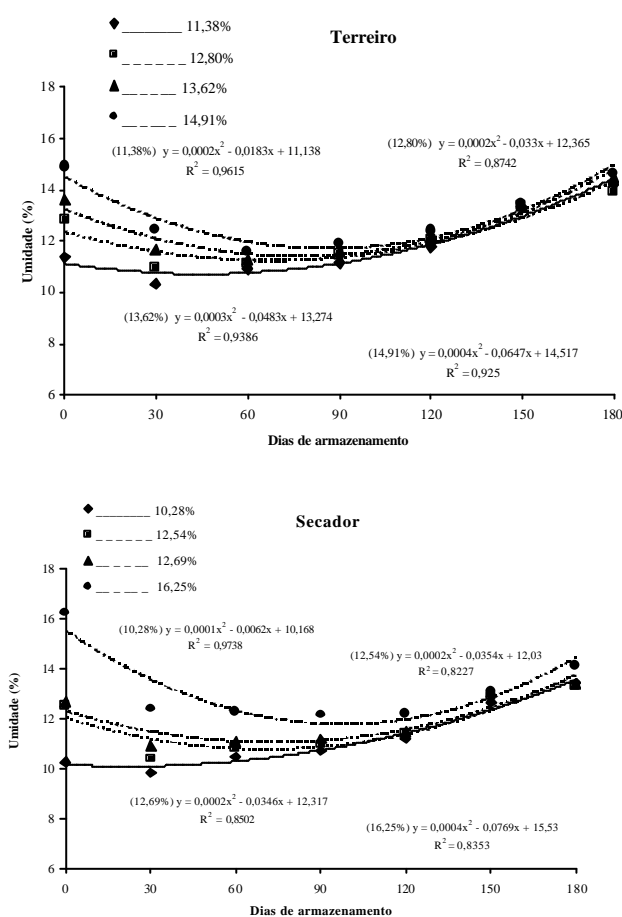 Terreiro
11,38%
12,80%
13,62%
14,91%
18
16
14
12
10
8
6
Umidade (%)
(11,38%) y = 0,0002x² - 0,0183x + 11,138
R² = 0,9615
(12,80%) y = 0,0002x² - 0,033x + 12,365
R² = 0,8742
(13,62%) y = 0,0003x² - 0,0483x + 13,274
R² = 0,9386
(14,91%) y = 0,0004x² - 0,0647x + 14,517
R² = 0,925
0 30 60 90 120 150 180
Dias de armazenamento
Secador
10,28%
12,54%
12,69%
16,25%
18
16
14
12
10
8
6
Umidade (%)
(10,28%) y = 0,0001x² - 0,0062x + 10,168
R² = 0,9738
(12,54%) y = 0,0002x² - 0,0354x + 12,03
R² = 0,8227
(12,69%) y = 0,0002x² - 0,0346x + 12,317
R² = 0,8502
(16,25%) y = 0,0004x² - 0,0769x + 15,53
R² = 0,8353
0 30 60 90 120 150 180
Dias de armazenamento